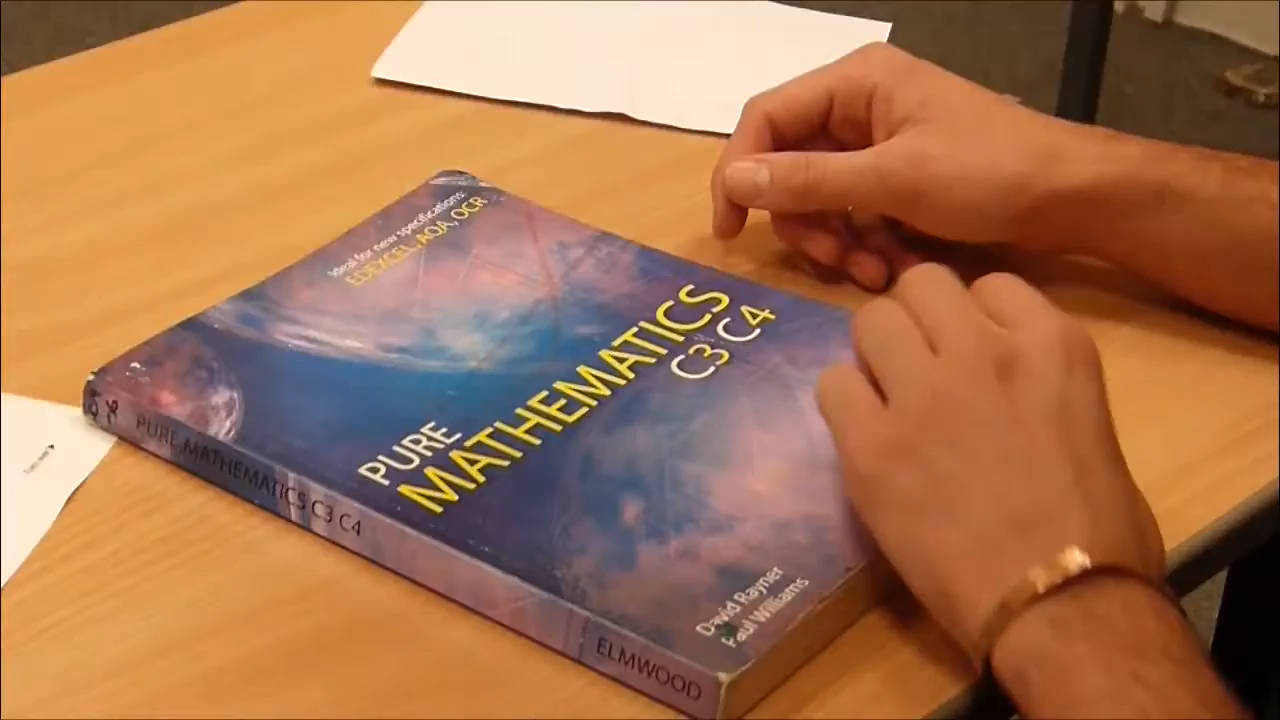 Ideal for new specifications:
EDEXCEL, AQA, OCR
PURE
MATHEMATICS
C3 C4
David Rayner
Paul Williams
PURE MATHEMATICS C3 C4
ELMWOOD